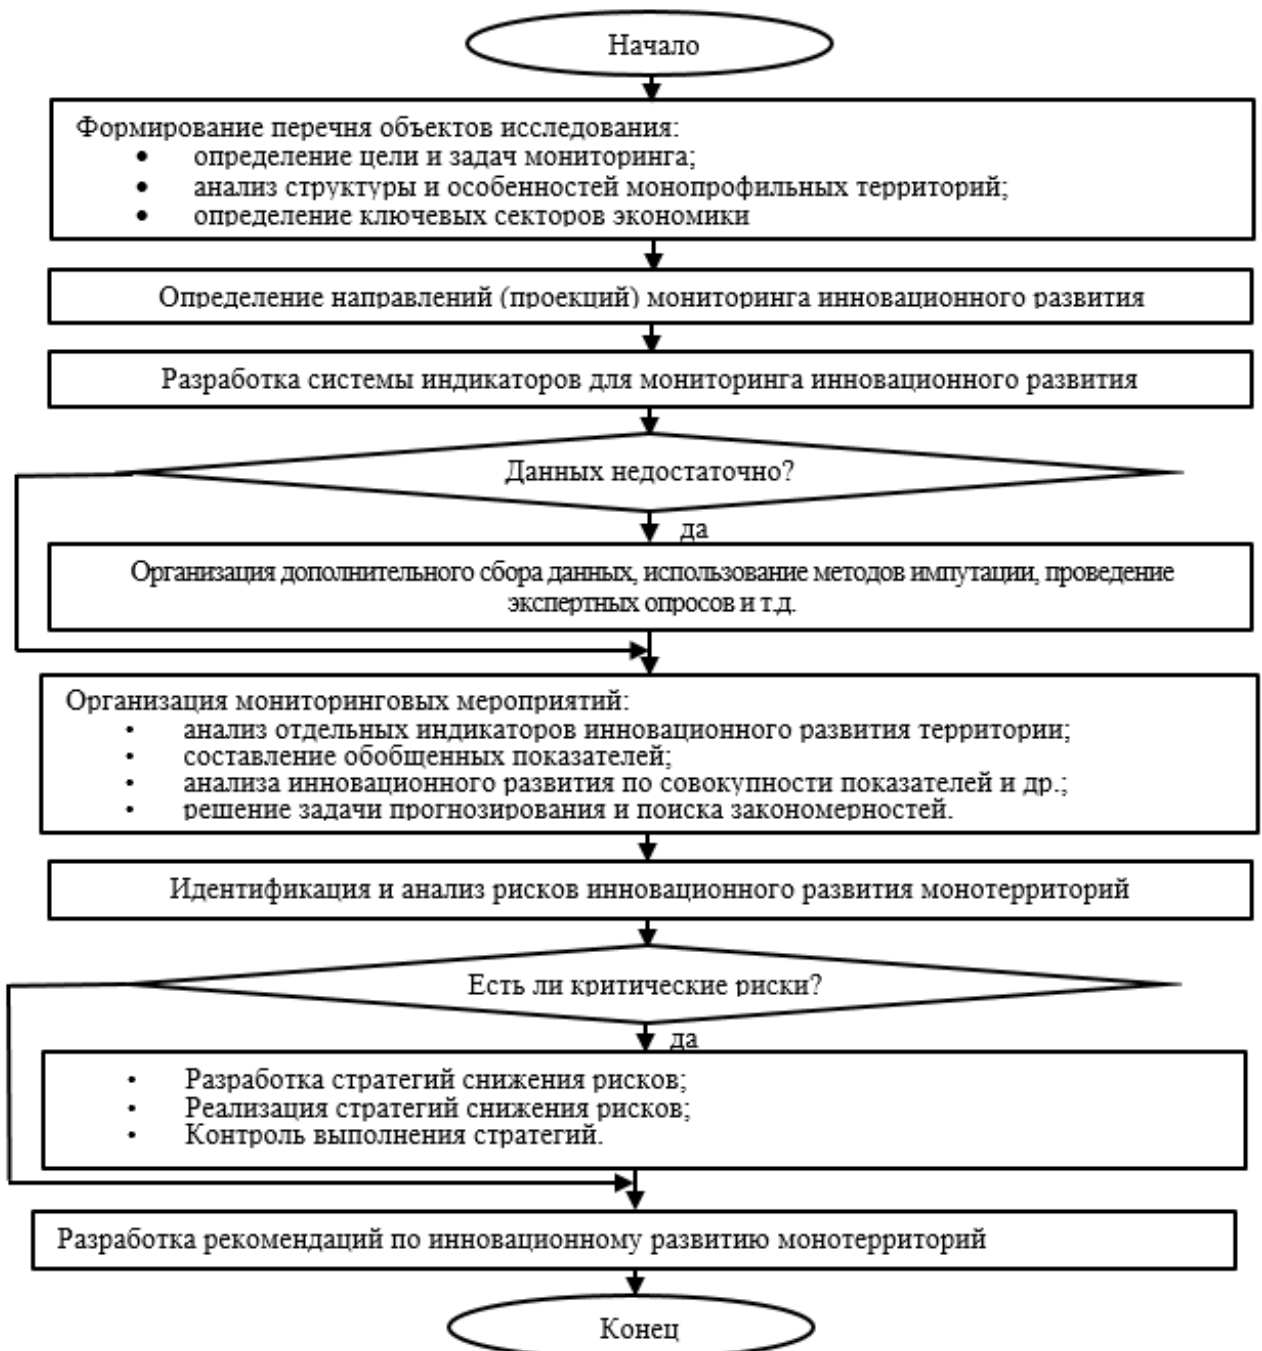 Начало
Формирование перечня объектов исследования:
• определение цели и задач мониторинга;
• анализ структуры и особенностей монопрофильных территорий;
• определение ключевых секторов экономики
Определение направлений (проекций) мониторинга инновационного развития
Разработка системы индикаторов для мониторинга инновационного развития
Данных недостаточно?
да
Организация дополнительного сбора данных, использование методов импутации, проведение
экспертных опросов и т.д.
Организация мониторинговых мероприятий:
• анализ отдельных индикаторов инновационного развития территории;
• составление обобщенных показателей;
• анализа инновационного развития по совокупности показателей и др.;
• решение задачи прогнозирования и поиска закономерностей.
Идентификация и анализ рисков инновационного развития монотерриторий
Есть ли критические риски?
да
• Разработка стратегий снижения рисков;
• Реализация стратегий снижения рисков;
• Контроль выполнения стратегий.
Разработка рекомендаций по инновационному развитию монотерриторий
Конец